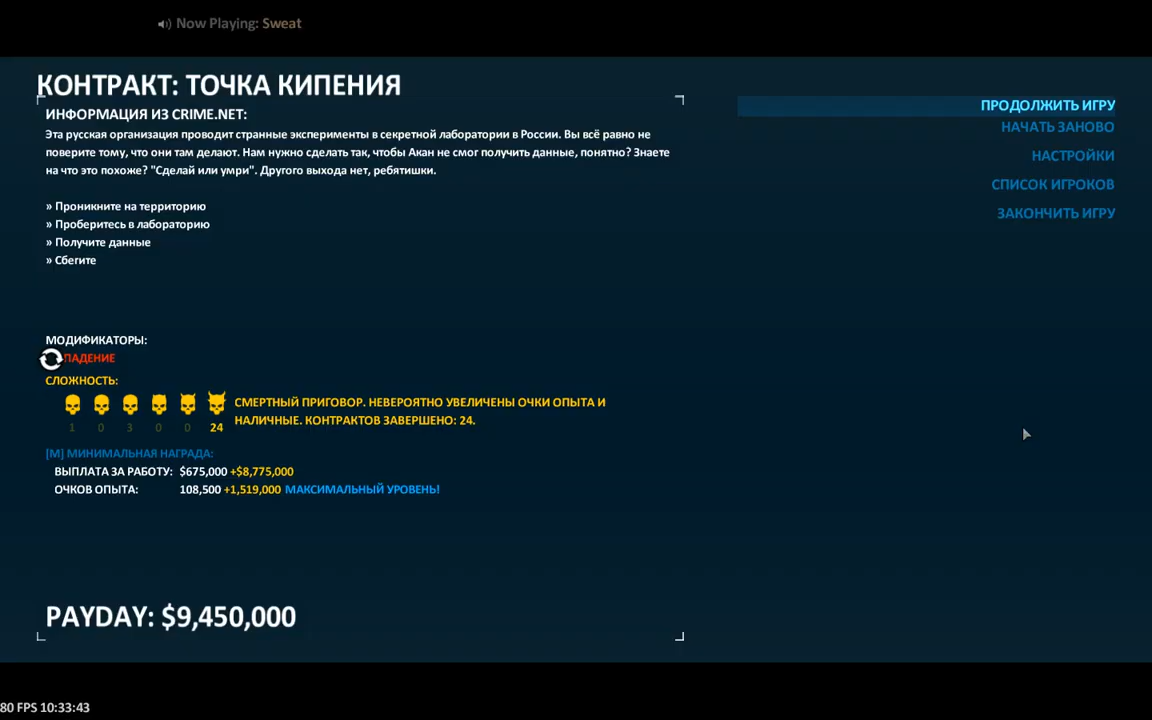 Now Playing: Sweat
КОНТРАКТ: ТОЧКА КИПЕНИЯ
ИНФОРМАЦИЯ ИЗ CRIME.NET:
Эта русская организация проводит странные эксперименты в секретной лаборатории в России. Вы всё равно не
поверите тому, что они там делают. Нам нужно сделать так, чтобы Акан не смог получить данные, понятно? Знаете
на что это похоже? "Сделай или умри". Другого выхода нет, ребятишки.
» Проникните на территорию
» Проберитесь в лабораторию
» Получите данные
» Сбегите
МОДИФИКАТОРЫ:
ПАДЕНИЕ
СЛОЖНОСТЬ:
1 0 3 0 0 24
СМЕРТНЫЙ ПРИГОВОР. НЕВЕРОЯТНО УВЕЛИЧЕНЫ ОЧКИ ОПЫТА И
НАЛИЧНЫЕ. КОНТРАКТОВ ЗАВЕРШЕНО: 24.
[M] МИНИМАЛЬНАЯ НАГРАДА:
ВЫПЛАТА ЗА РАБОТУ: $675,000 +$8,775,000
ОЧКОВ ОПЫТА: 108,500 +1,519,000 МАКСИМАЛЬНЫЙ УРОВЕНЬ!
PAYDAY: $9,450,000
ПРОДОЛЖИТЬ ИГРУ
НАЧАТЬ ЗАНОВО
НАСТРОЙКИ
СПИСОК ИГРОКОВ
ЗАКОНЧИТЬ ИГРУ
80 FPS 10:33:43